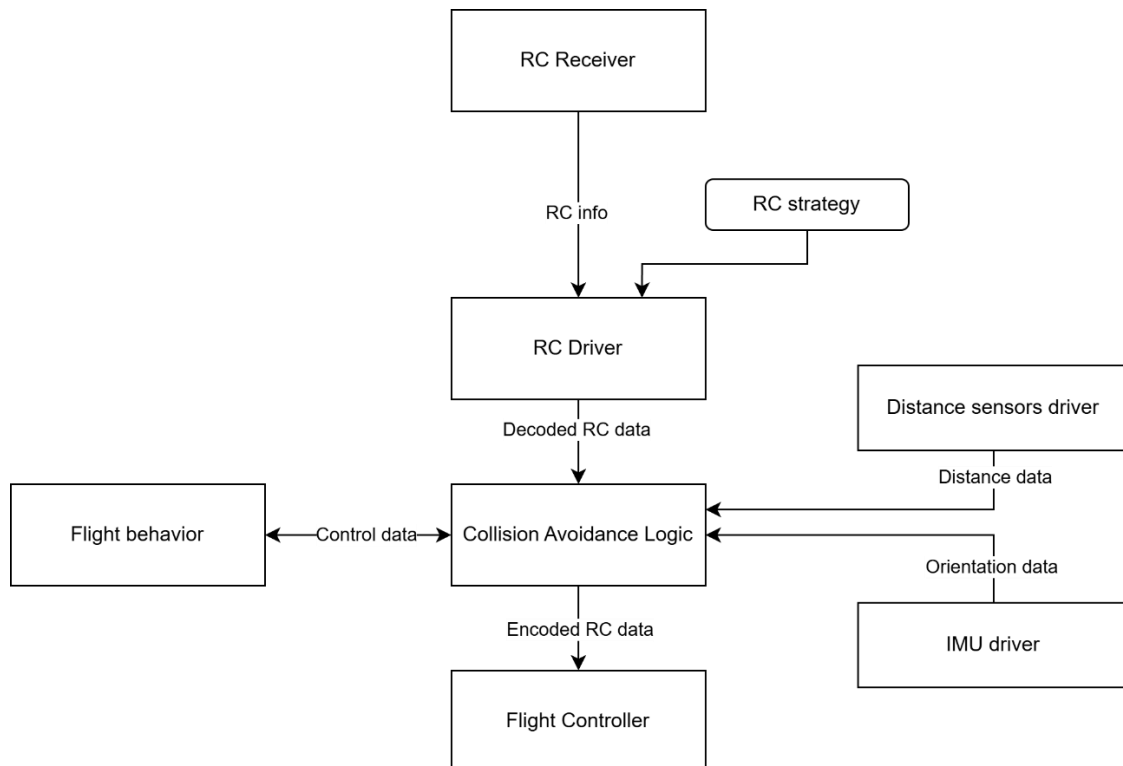 RC Receiver
RC info
RC strategy
RC Driver
Decoded RC data
Distance sensors driver
Distance data
Flight behavior
Control data
Collision Avoidance Logic
Orientation data
Encoded RC data
IMU driver
Flight Controller